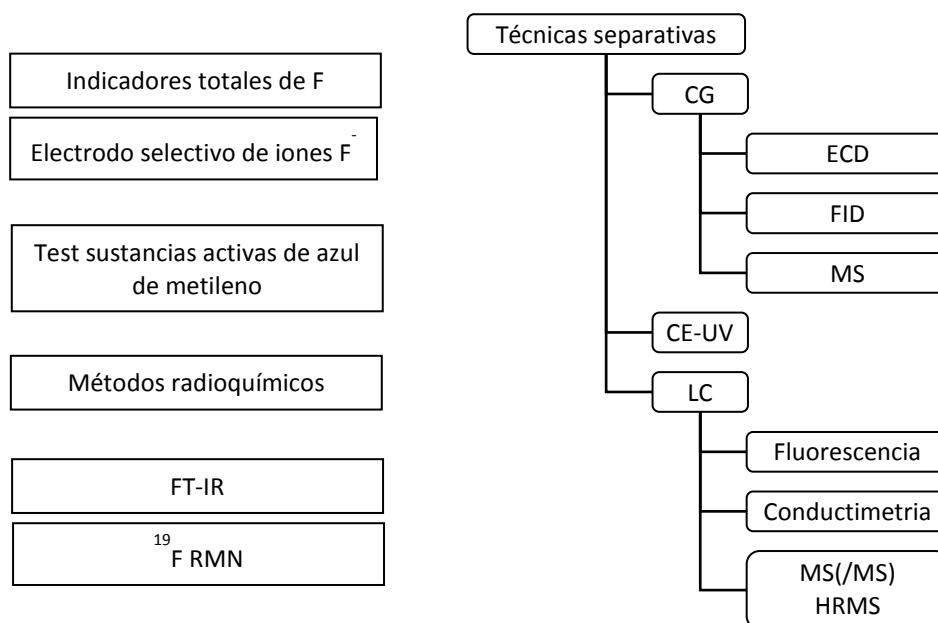 Indicadores totales de F
Electrodo selectivo de iones F-
Test sustancias activas de azul
de metileno
Métodos radioquímicos
FT-IR
19F RMN
Técnicas separativas
CG
ECD
FID
MS
CE-UV
LC
Fluorescencia
Conductimetria
MS(/MS)
HRMS